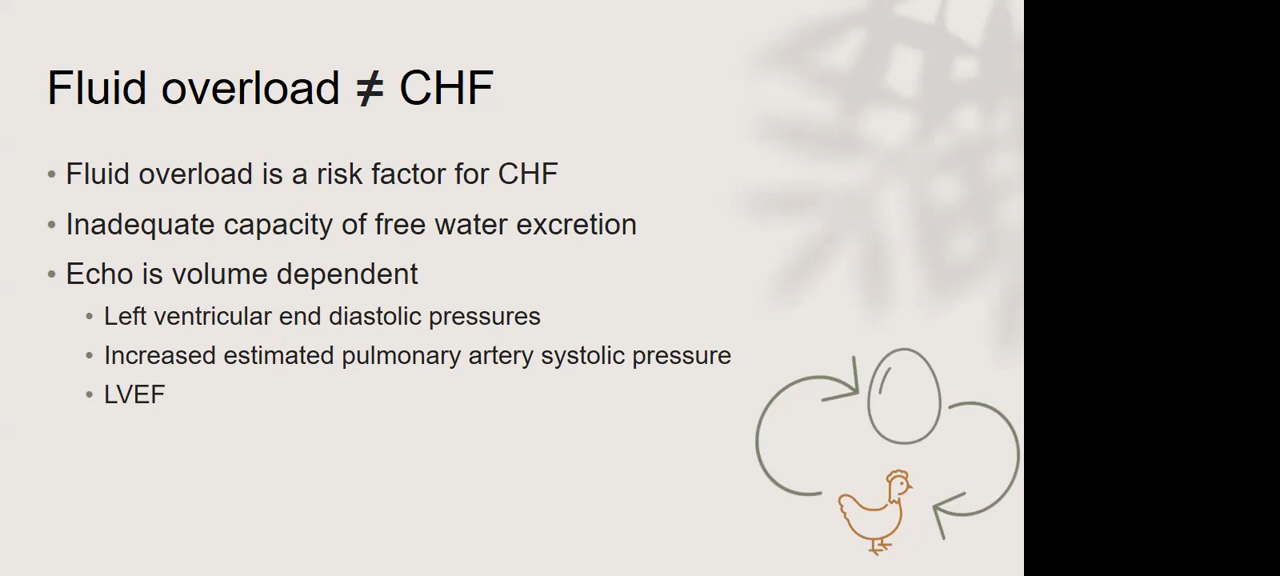 Fluid overload ≠ CHF
• Fluid overload is a risk factor for CHF
• Inadequate capacity of free water excretion
• Echo is volume dependent
• Left ventricular end diastolic pressures
• Increased estimated pulmonary artery systolic pressure
• LVEF